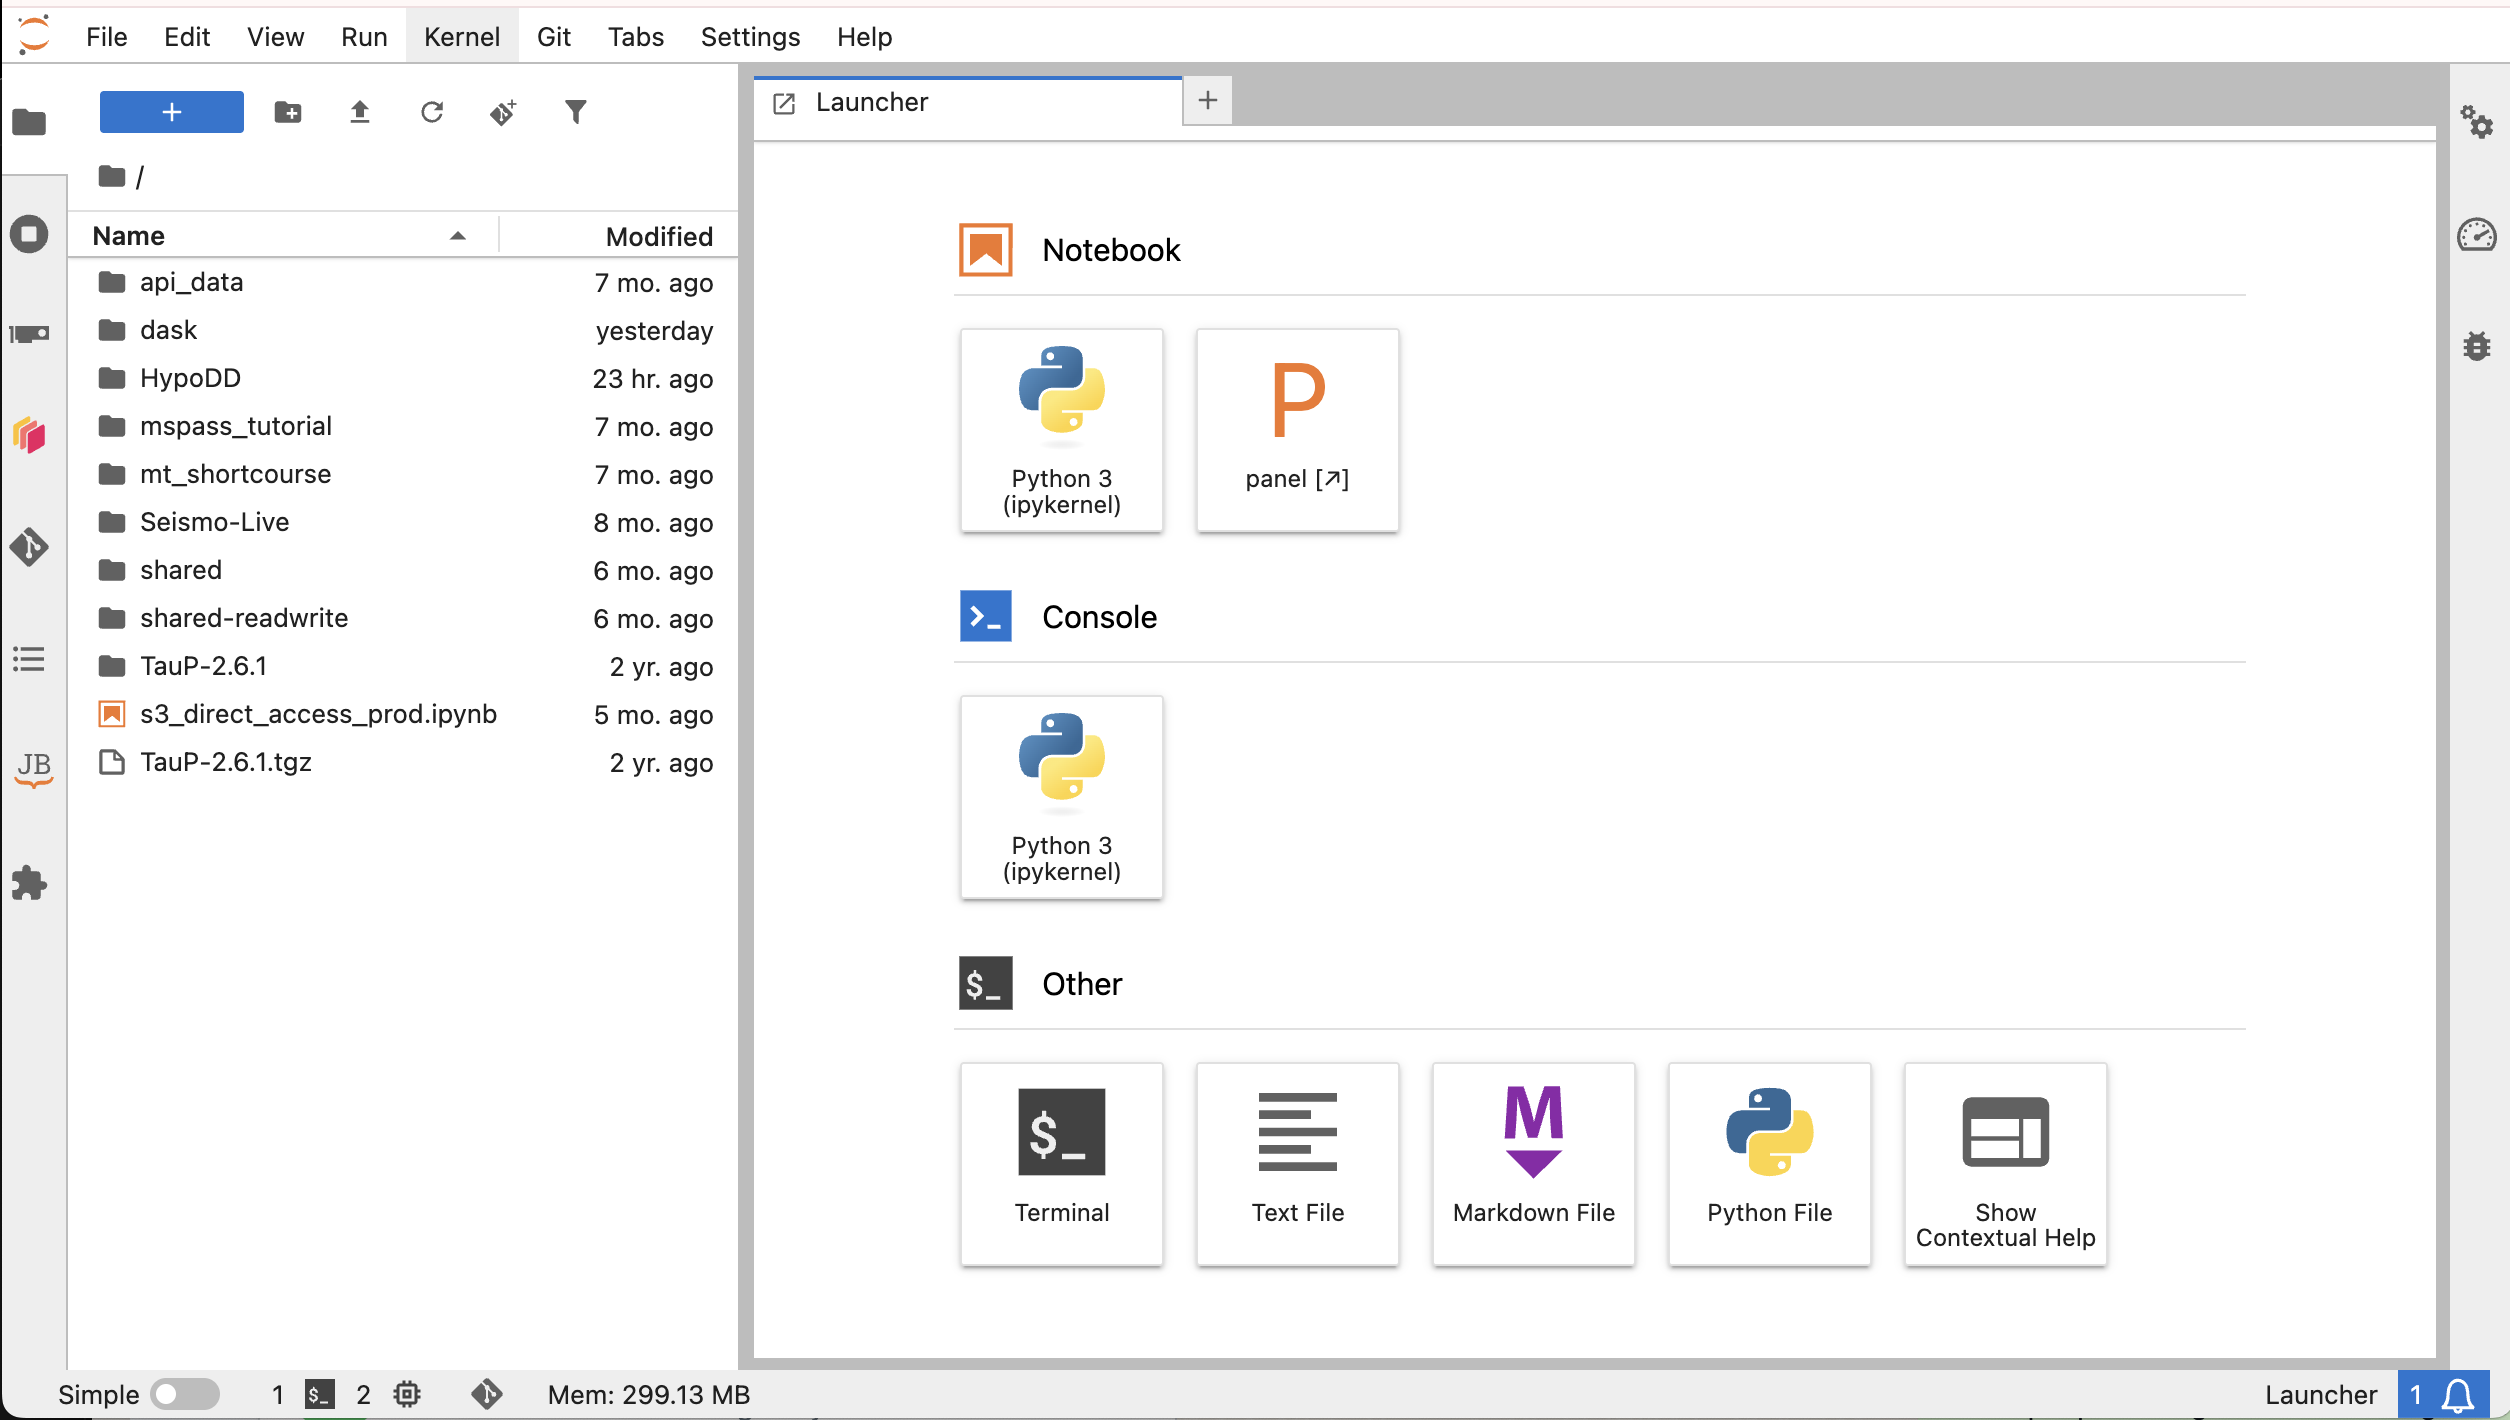 File Edit View Run Kernel Git Tabs Settings Help
+
Launcher
+
/
Name Modified
api_data 7 mo. ago
dask yesterday
HypoDD 23 hr. ago
mspass_tutorial 7 mo. ago
mt_shortcourse 7 mo. ago
Seismo-Live 8 mo. ago
shared 6 mo. ago
shared-readwrite 6 mo. ago
TauP-2.6.1 2 yr. ago
s3_direct_access_prod.ipynb 5 mo. ago
TauP-2.6.1.tgz 2 yr. ago
JB
Notebook
Python 3
(ipykernel)
P
panel [↗]
Console
Python 3
(ipykernel)
$_
Other
$_
Terminal
Text File
M
Markdown File
Python File
Show
Contextual Help
Simple 1 $_ 2 Mem: 299.13 MB Launcher 1